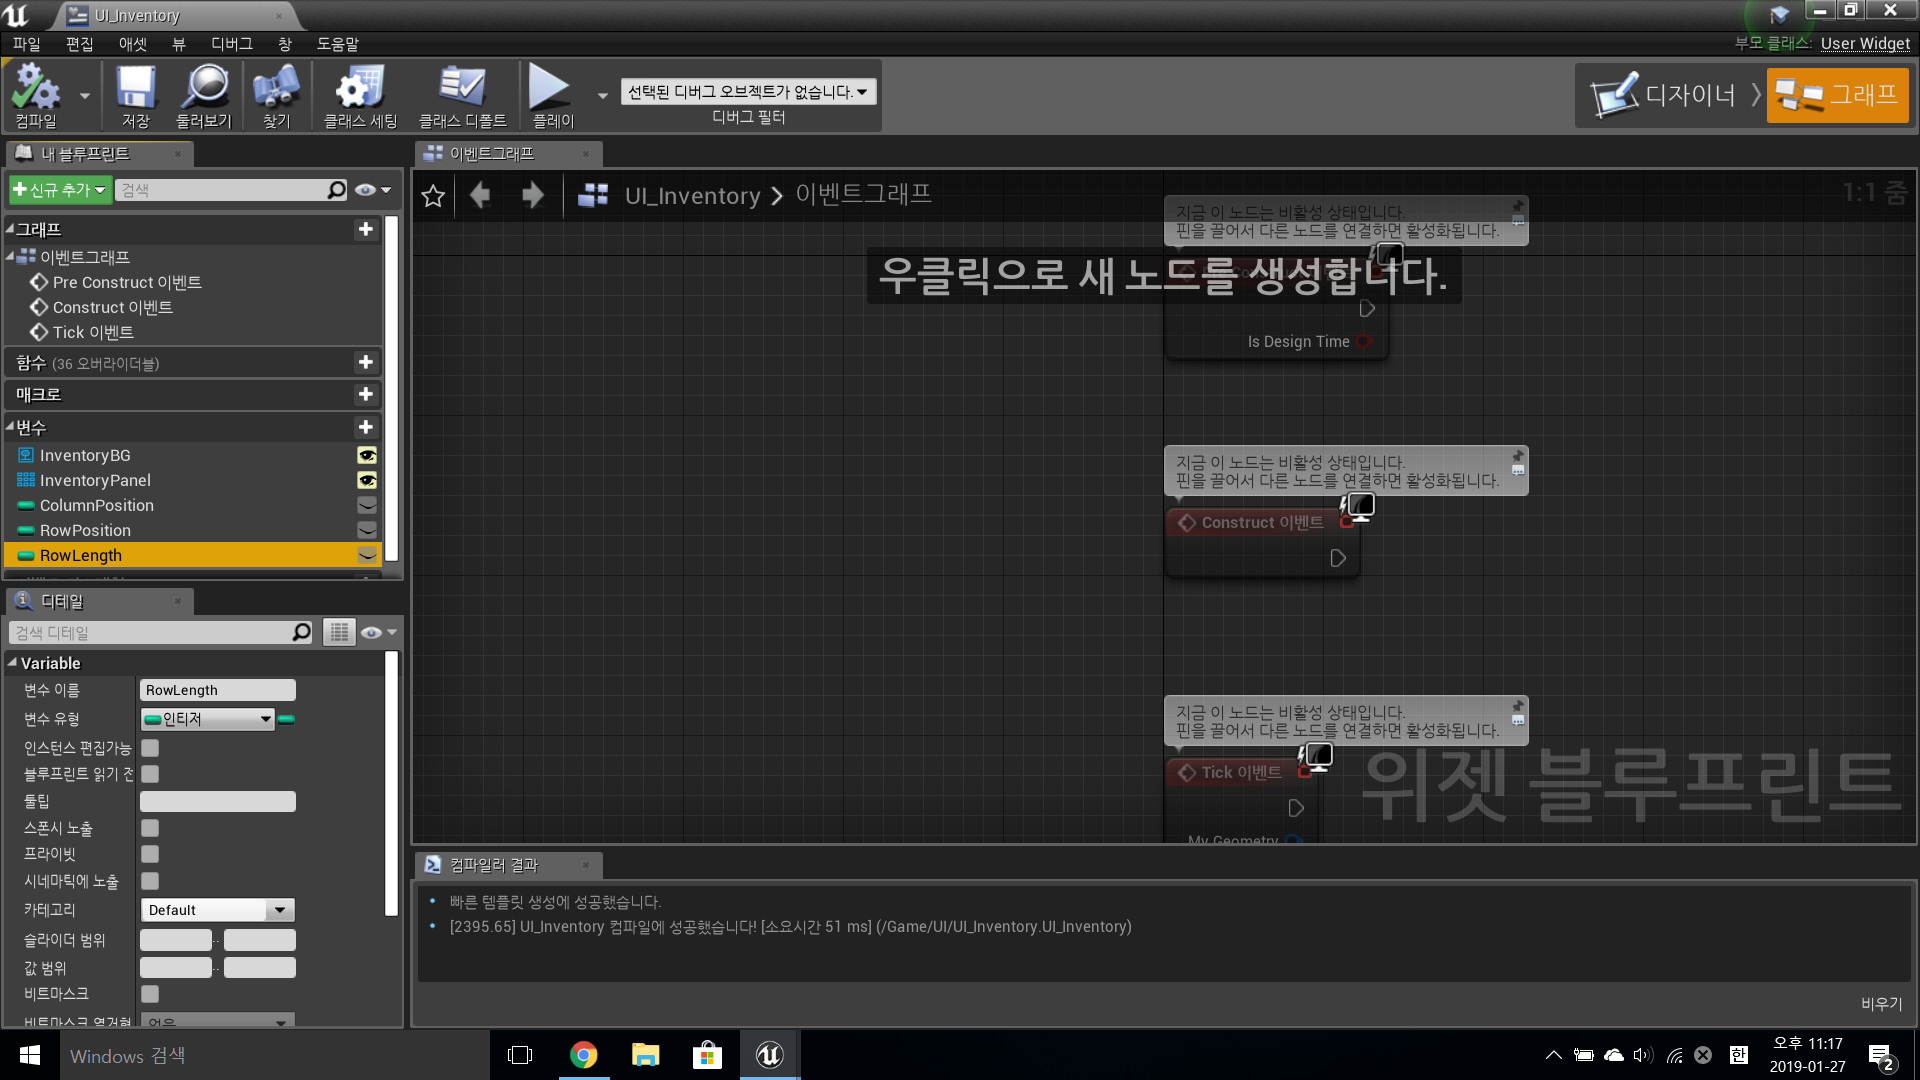 UI_Inventory
파일 편집 애셋 뷰 디버그 창 도움말
부모 클래스: User Widget
컴파일 저장 둘러보기 찾기 클래스 세팅 클래스 디폴트 플레이
선택된 디버그 오브젝트가 없습니다.
디버그 필터
디자이너 그래프
내 블루프린트
신규 추가 검색
그래프
이벤트그래프
Pre Construct 이벤트
Construct 이벤트
Tick 이벤트
함수 (36 오버라이더블)
매크로
변수
InventoryBG
InventoryPanel
ColumnPosition
RowPosition
RowLength
디테일
검색 디테일
Variable
변수 이름 RowLength
변수 유형 인티저
인스턴스 편집가능
블루프린트 읽기 전
툴팁
스폰시 노출
프라이빗
시네마틱에 노출
카테고리 Default
슬라이더 범위 ..
값 범위 ..
비트마스크
비트마스크 열거형 없음
이벤트그래프
UI_Inventory > 이벤트그래프
1:1 줌
지금 이 노드는 비활성 상태입니다.
핀을 끌어서 다른 노드를 연결하면 활성화됩니다.
우클릭으로 새 노드를 생성합니다.
Is Design Time
지금 이 노드는 비활성 상태입니다.
핀을 끌어서 다른 노드를 연결하면 활성화됩니다.
Construct 이벤트
지금 이 노드는 비활성 상태입니다.
핀을 끌어서 다른 노드를 연결하면 활성화됩니다.
Tick 이벤트
My Geometry
위젯 블루프린트
컴파일러 결과
빠른 템플릿 생성에 성공했습니다.
[2395.65] UI_Inventory 컴파일에 성공했습니다! [소요시간 51 ms] (/Game/UI/UI_Inventory.UI_Inventory)
비우기
Windows 검색
한
오후 11:17
2019-01-27
2